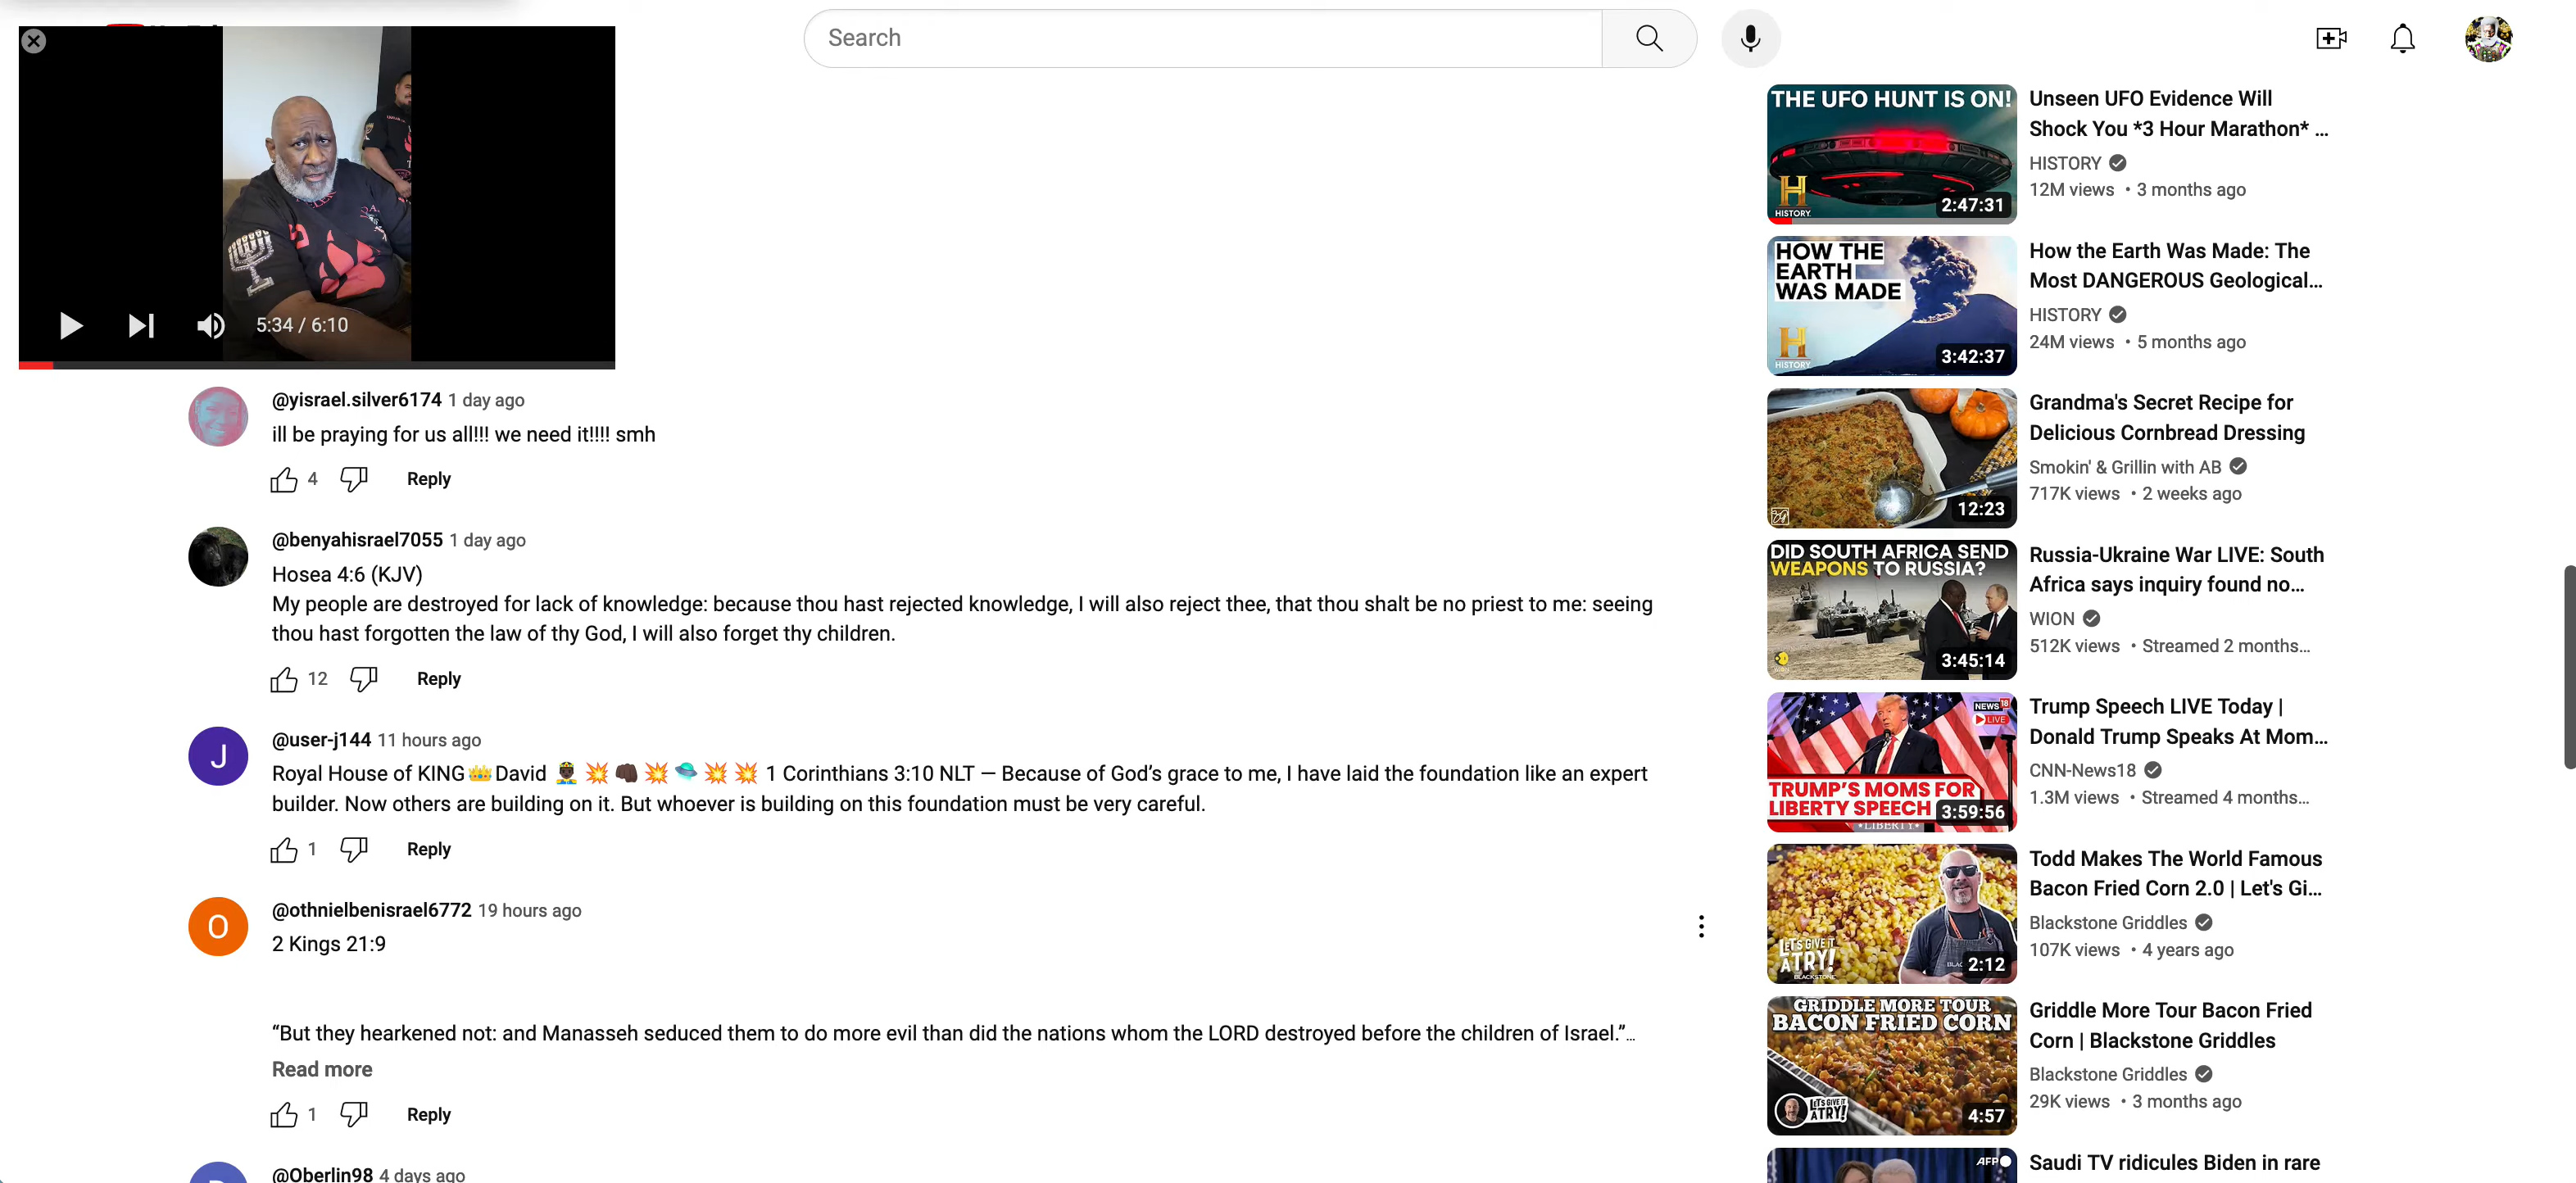 Search
5:34 / 6:10
@yisrael.silver6174 1 day ago
ill be praying for us all!!! we need it!!!! smh
4 Reply
@benyahisrael7055 1 day ago
Hosea 4:6 (KJV)
My people are destroyed for lack of knowledge: because thou hast rejected knowledge, I will also reject thee, that thou shalt be no priest to me: seeing
thou hast forgotten the law of thy God, I will also forget thy children.
12 Reply
J
@user-j144 11 hours ago
Royal House of KING👑David 👮🏿‍♂️ 💥 👊🏿 💥 🛸 💥 💥 1 Corinthians 3:10 NLT — Because of God’s grace to me, I have laid the foundation like an expert
builder. Now others are building on it. But whoever is building on this foundation must be very careful.
1 Reply
O
@othnielbenisrael6772 19 hours ago
2 Kings 21:9
“But they hearkened not: and Manasseh seduced them to do more evil than did the nations whom the LORD destroyed before the children of Israel.”...
Read more
1 Reply
@Oberlin98 4 days ago
THE UFO HUNT IS ON!
H
HISTORY
2:47:31
Unseen UFO Evidence Will
Shock You *3 Hour Marathon* ...
HISTORY
12M views • 3 months ago
HOW THE
EARTH
WAS MADE
H
HISTORY
3:42:37
How the Earth Was Made: The
Most DANGEROUS Geological...
HISTORY
24M views • 5 months ago
12:23
Grandma's Secret Recipe for
Delicious Cornbread Dressing
Smokin' & Grillin with AB
717K views • 2 weeks ago
DID SOUTH AFRICA SEND
WEAPONS TO RUSSIA?
3:45:14
Russia-Ukraine War LIVE: South
Africa says inquiry found no...
WION
512K views • Streamed 2 months...
NEWS 18
LIVE
TRUMP'S MOMS FOR
LIBERTY SPEECH
3:59:56
•LIBERTY•
Trump Speech LIVE Today |
Donald Trump Speaks At Mom...
CNN-News18
1.3M views • Streamed 4 months...
LET'S GIVE IT
A TRY!
BLACKSTONE
2:12
Todd Makes The World Famous
Bacon Fried Corn 2.0 | Let's Gi...
Blackstone Griddles
107K views • 4 years ago
GRIDDLE MORE TOUR
BACON FRIED CORN
LET'S GIVE IT
A TRY!
4:57
Griddle More Tour Bacon Fried
Corn | Blackstone Griddles
Blackstone Griddles
29K views • 3 months ago
AFP
Saudi TV ridicules Biden in rare